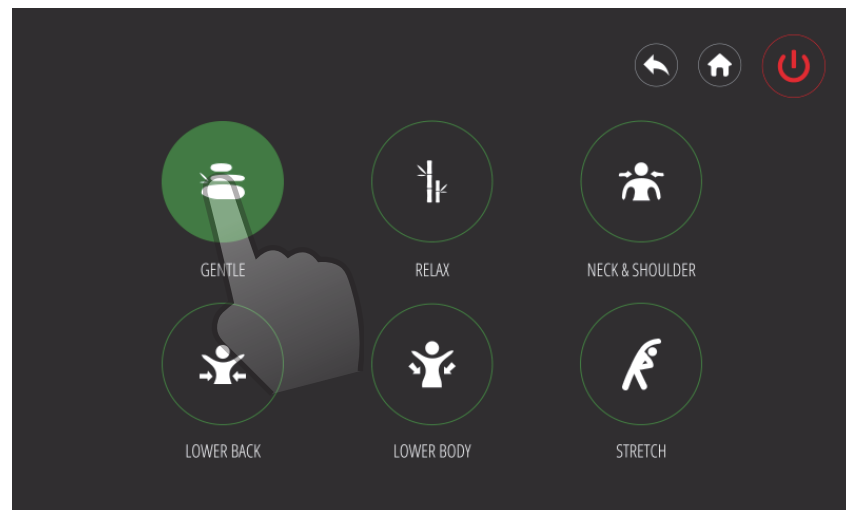 GENTLE
RELAX
NECK & SHOULDER
LOWER BACK
LOWER BODY
STRETCH